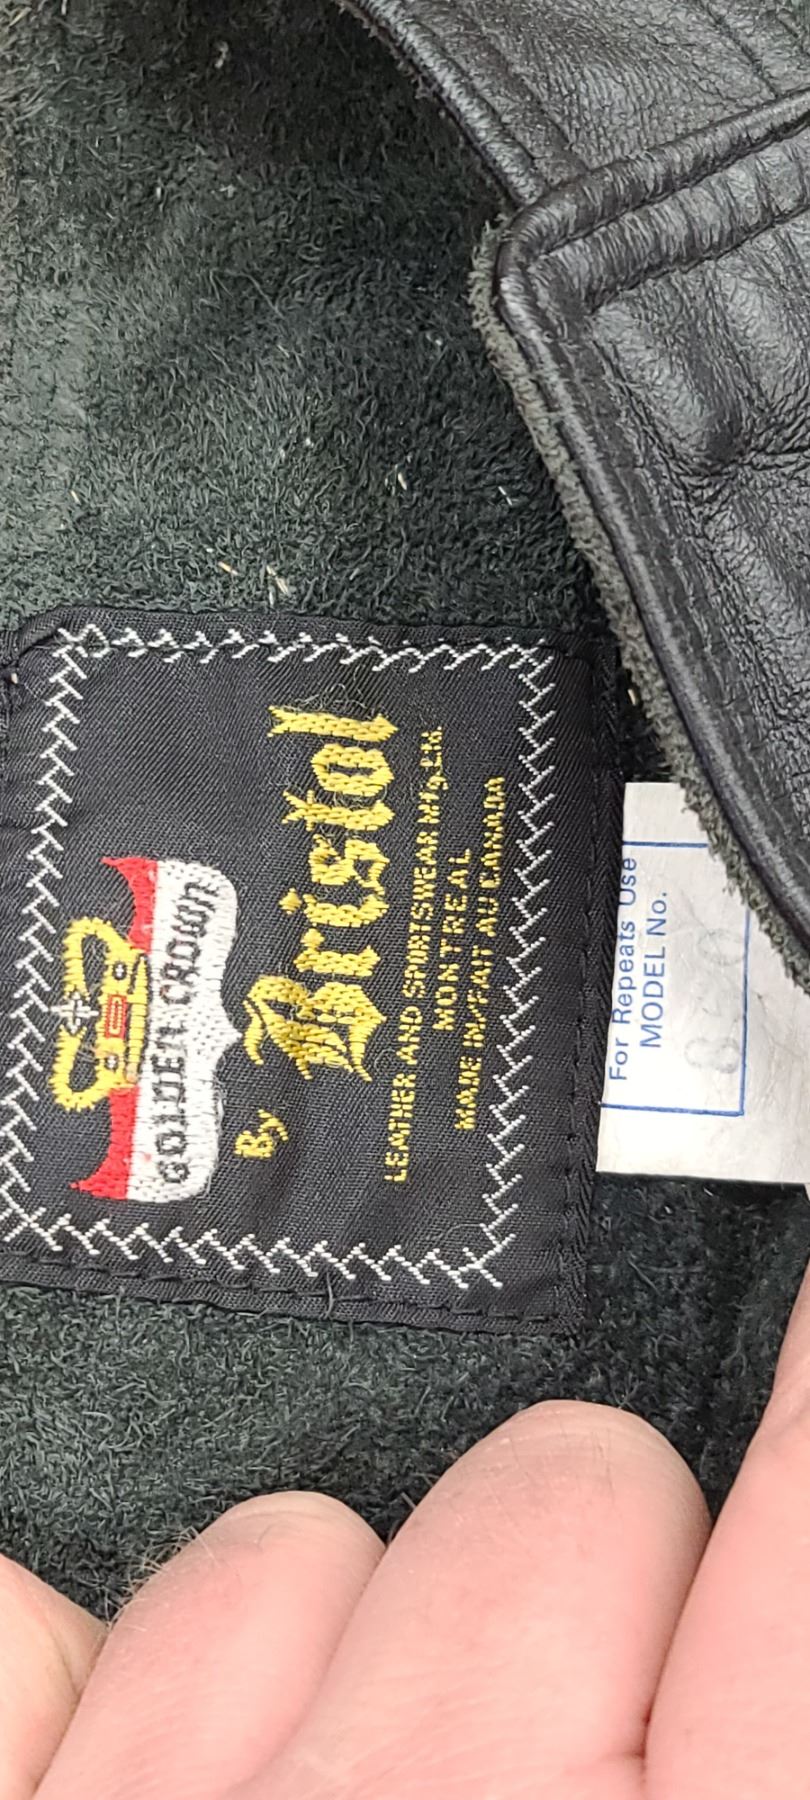 GOLDEN CROWN
By
Bristol
LEATHER AND SPORTSWEAR Mfg. Ltd.
MONTREAL
MADE IN/FAIT AU CANADA
For Repeats Use
MODEL No.